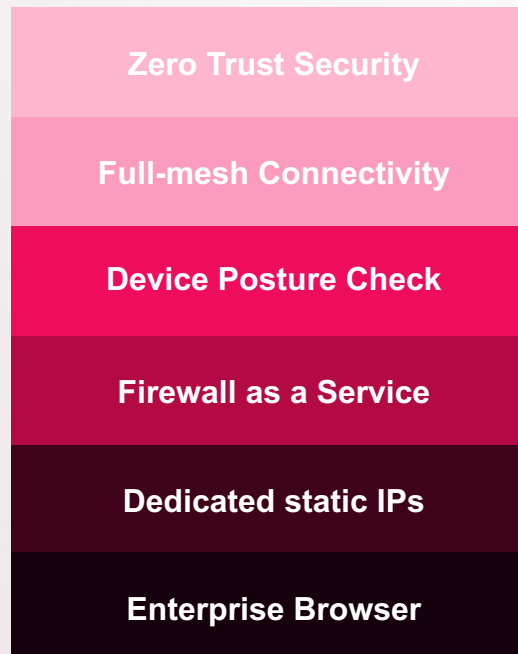 Zero Trust Security
Full-mesh Connectivity
Device Posture Check
Firewall as a Service
Dedicated static IPs
Enterprise Browser